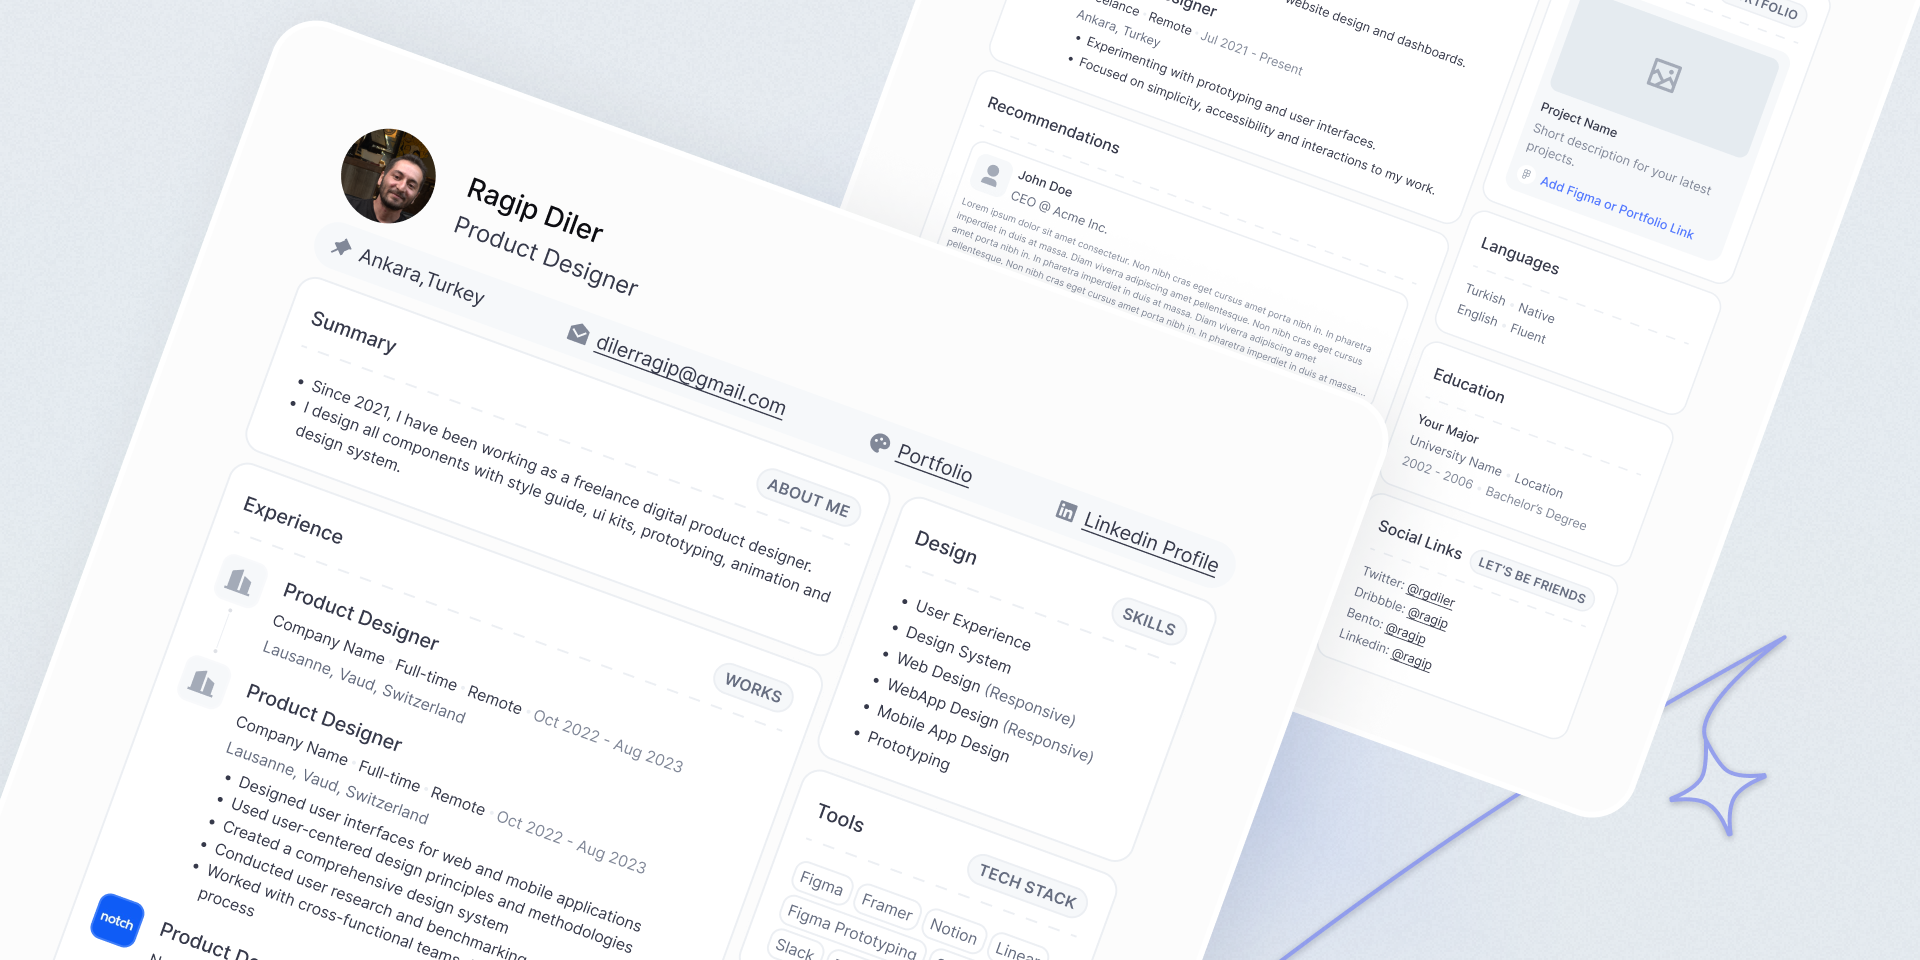 Ragip Diler
Product Designer
Ankara,Turkey
dilerragip@gmail.com
Portfolio
Linkedin Profile
Summary
ABOUT ME
Since 2021, I have been working as a freelance digital product designer.
I design all components with style guide, ui kits, prototyping, animation and
design system.
Experience
WORKS
Product Designer
Company Name Full-time Remote Oct 2022 - Aug 2023
Lausanne, Vaud, Switzerland
Product Designer
Company Name Full-time Remote Oct 2022 - Aug 2023
Lausanne, Vaud, Switzerland
Designed user interfaces for web and mobile applications
Used user-centered design principles and methodologies
Created a comprehensive design system
Conducted user research and benchmarking
Worked with cross-functional teams
process
notch
Product
Design
SKILLS
User Experience
Design System
Web Design (Responsive)
WebApp Design (Responsive)
Mobile App Design
Prototyping
Tools
TECH STACK
Figma
Framer
Notion
Linear
Figma Prototyping
Slack
website design and dashboards.
Remote Jul 2021 - Present
Ankara, Turkey
Experimenting with prototyping and user interfaces.
Focused on simplicity, accessibility and interactions to my work.
Recommendations
John Doe
CEO @ Acme Inc.
Lorem ipsum dolor sit amet consectetur. Non nibh cras eget cursus amet porta nibh in. In pharetra
imperdiet in duis at massa. Diam viverra adipiscing amet pellentesque. Non nibh cras eget cursus
amet porta nibh in. In pharetra imperdiet in duis at massa. Diam viverra adipiscing amet
pellentesque. Non nibh cras eget cursus amet porta nibh in. In pharetra imperdiet in duis at massa....
Project Name
Short description for your latest
projects.
Add Figma or Portfolio Link
Languages
Turkish Native
English Fluent
Education
Your Major
University Name Location
2002 - 2006 Bachelor's Degree
Social Links
LET'S BE FRIENDS
Twitter: @rgdiler
Dribbble: @ragip
Bento: @ragip
Linkedin: @ragip